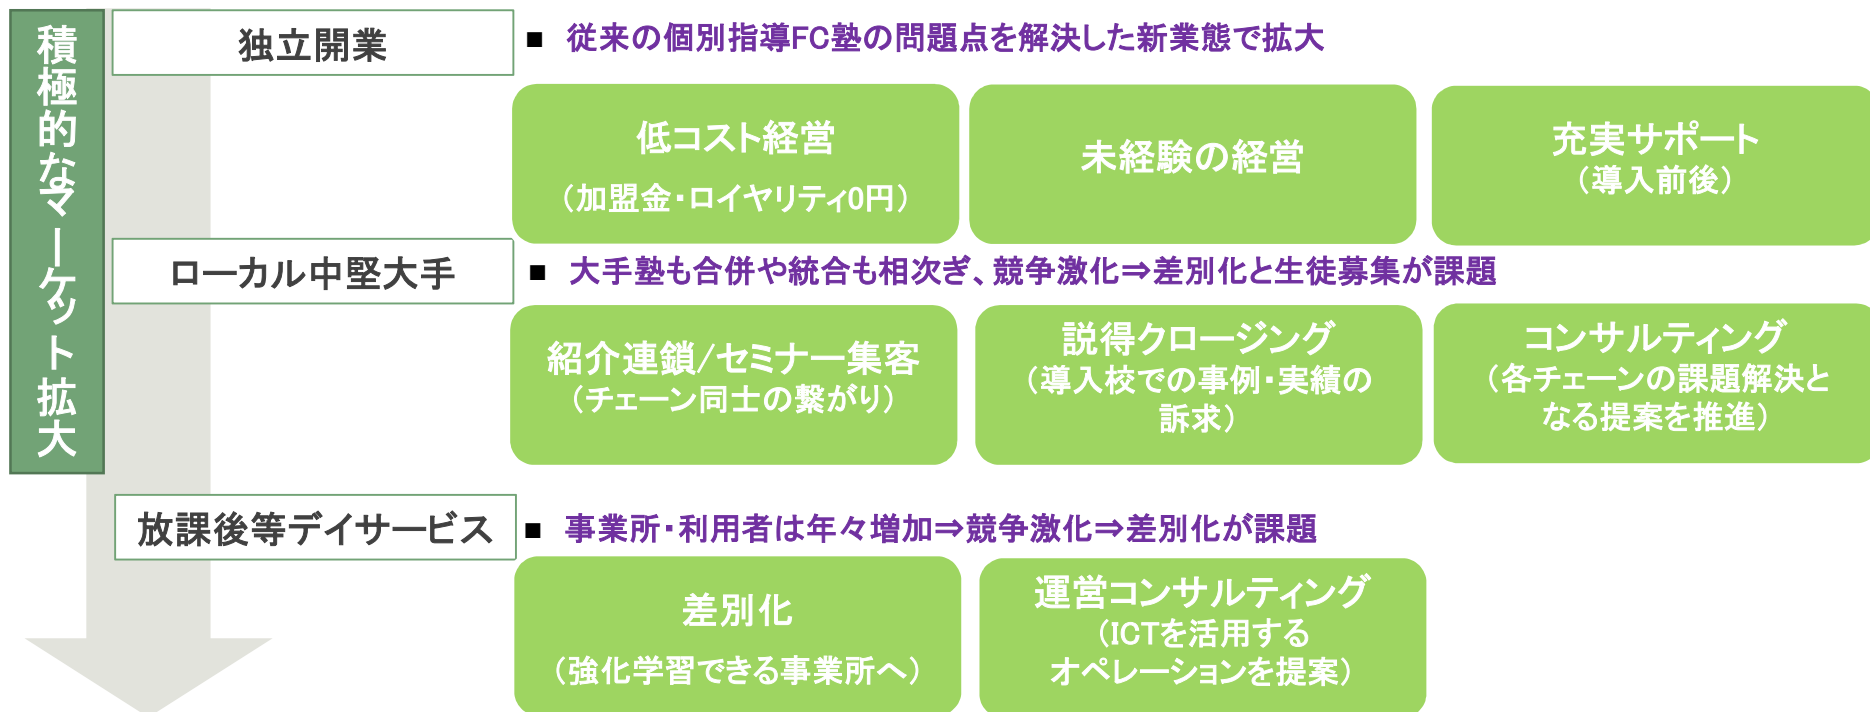 積極的なマーケット拡大
独立開業
■ 従来の個別指導FC塾の問題点を解決した新業態で拡大
低コスト経営
（加盟金・ロイヤリティ0円）
未経験の経営
充実サポート
（導入前後）
ローカル中堅大手
■ 大手塾も合併や統合も相次ぎ、競争激化⇒差別化と生徒募集が課題
紹介連鎖/セミナー集客
（チェーン同士の繋がり）
説得クロージング
（導入校での事例・実績の
訴求）
コンサルティング
（各チェーンの課題解決と
なる提案を推進）
放課後等デイサービス
■ 事業所・利用者は年々増加⇒競争激化⇒差別化が課題
差別化
（強化学習できる事業所へ）
運営コンサルティング
（ICTを活用する
オペレーションを提案）